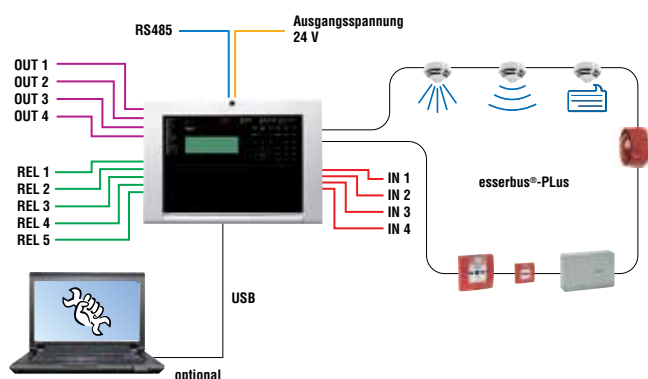 RS485
Ausgangsspannung
24 V
OUT 1
OUT 2
OUT 3
OUT 4
REL 1
REL 2
REL 3
REL 4
REL 5
IN 1
IN 2
IN 3
IN 4
esserbus®-PLus
USB
optional